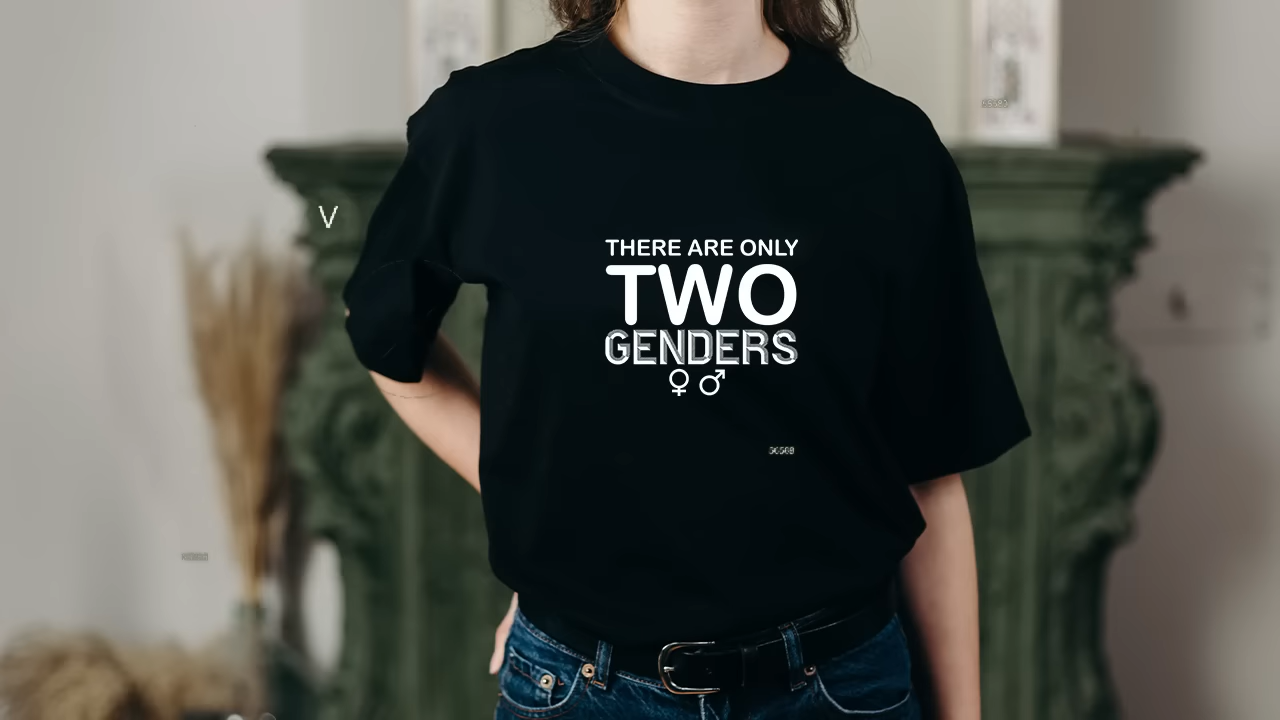 V
THERE ARE ONLY
TWO
GENDERS
♀ ♂